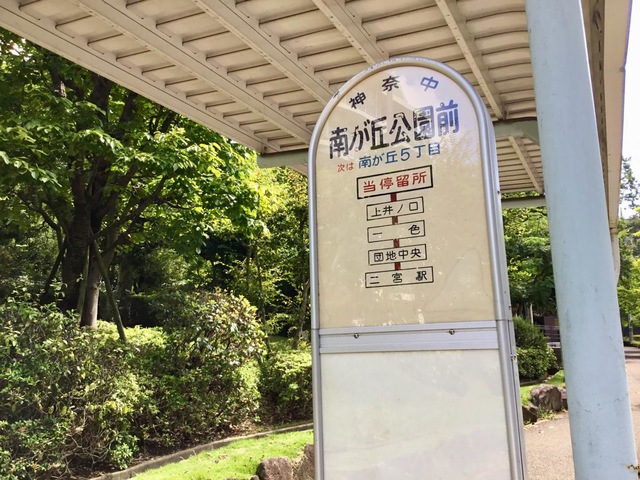 神奈中
南が丘公園前
次は 南が丘5丁目
当停留所
上井ノ口
一色
団地中央
二宮駅